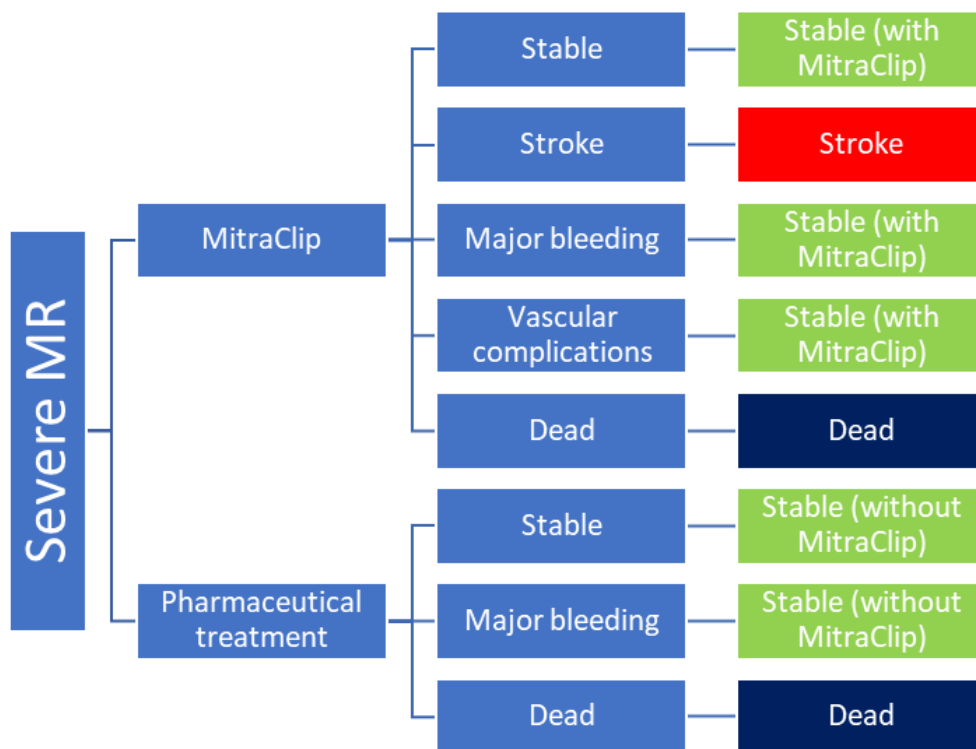 Severe MR
MitraClip
Stable
Stable (with
MitraClip)
Stroke
Stroke
Major bleeding
Stable (with
MitraClip)
Vascular
complications
Stable (with
MitraClip)
Dead
Dead
Pharmaceutical
treatment
Stable
Stable (without
MitraClip)
Major bleeding
Stable (without
MitraClip)
Dead
Dead